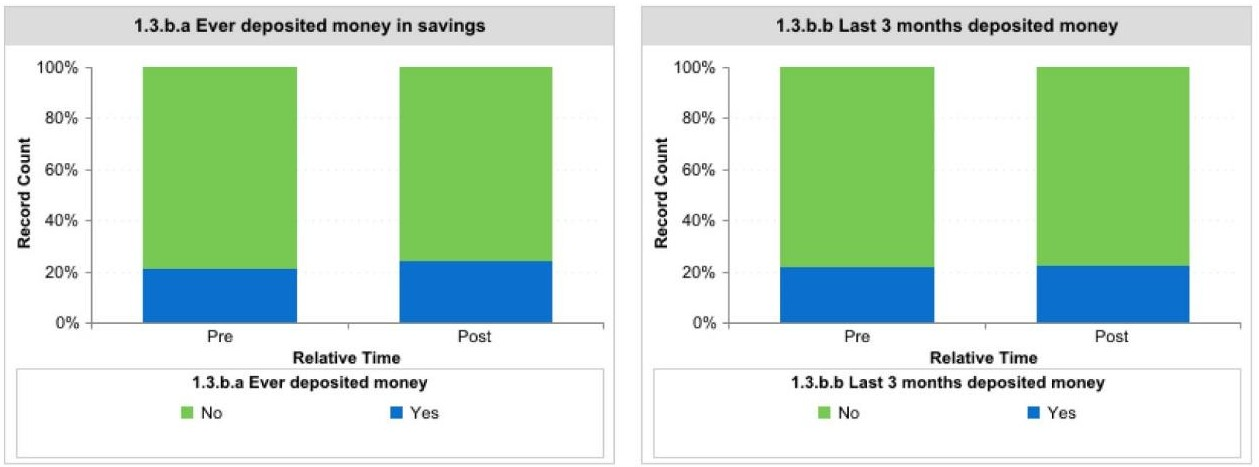 1.3.b.a Ever deposited money in savings
100%
80%
60%
40%
20%
0%
Record Count
Pre
Post
Relative Time
1.3.b.a Ever deposited money
No
Yes
1.3.b.b Last 3 months deposited money
100%
80%
60%
40%
20%
0%
Record Count
Pre
Post
Relative Time
1.3.b.b Last 3 months deposited money
No
Yes